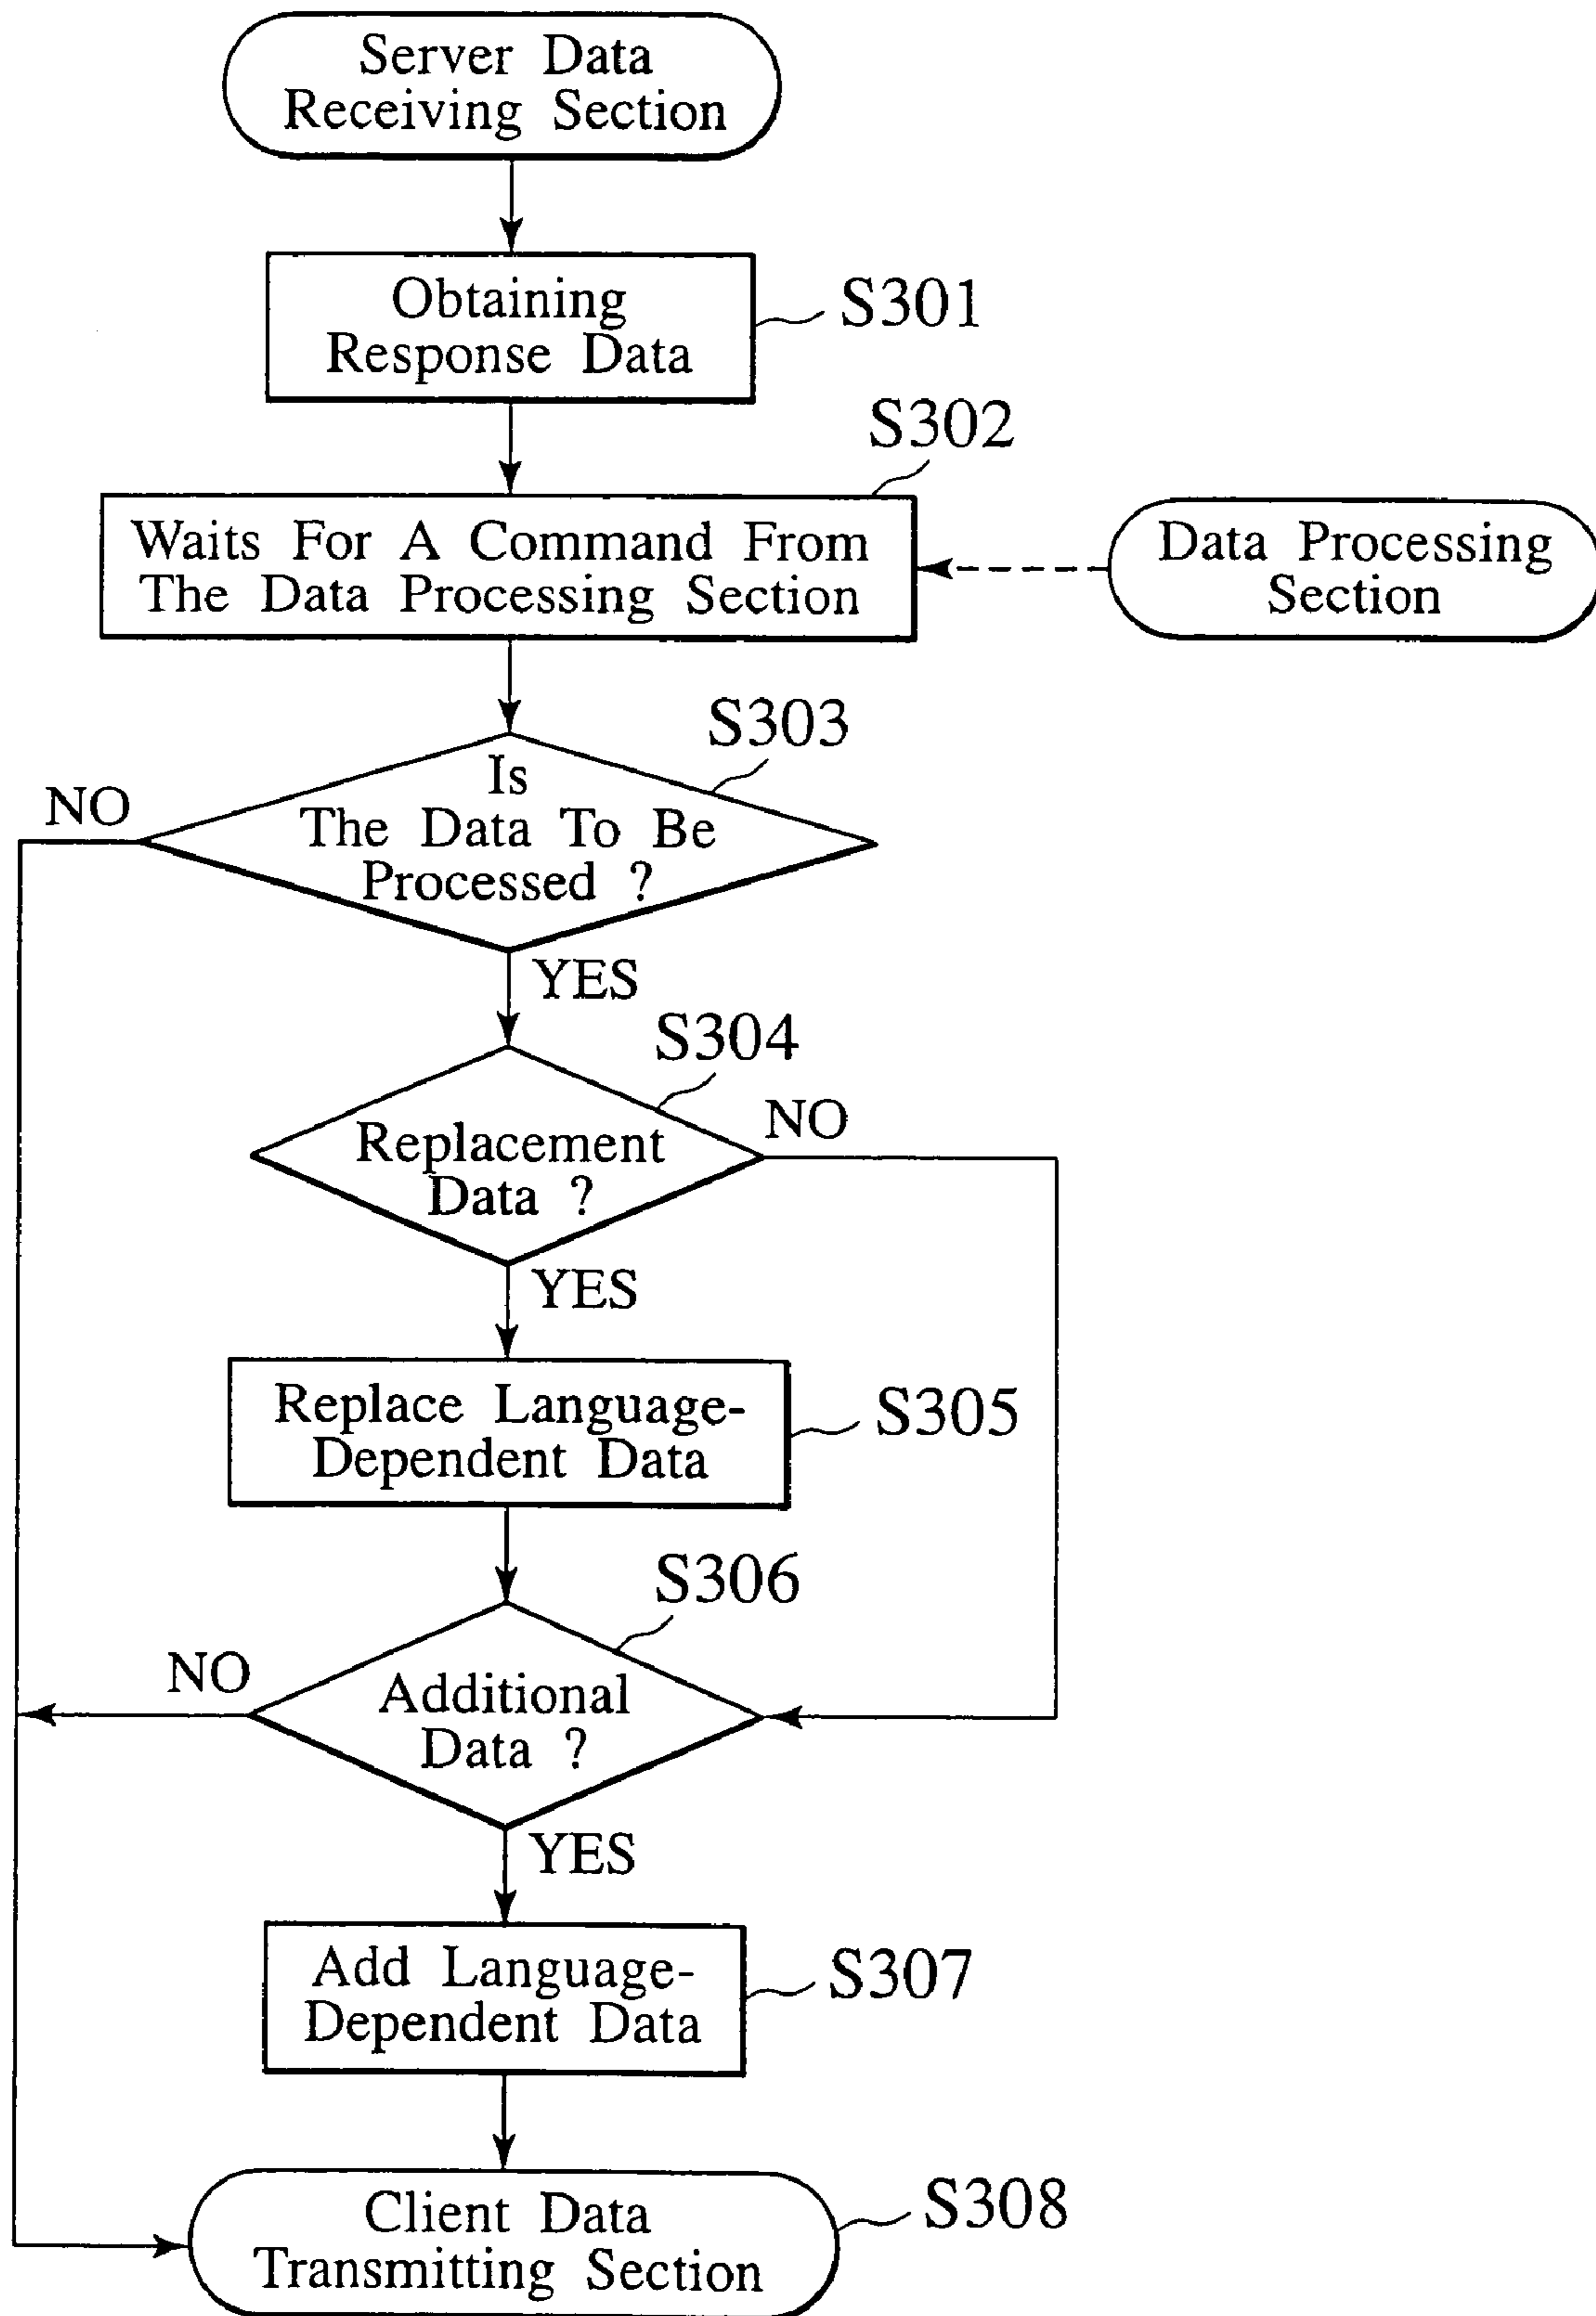 Server Data
Receiving Section
Obtaining
Response Data
S301
S302
Waits For A Command From
The Data Processing Section
Data Processing
Section
S303
Is
The Data To Be
Processed ?
NO
YES
S304
Replacement
Data ?
NO
YES
Replace Language-
Dependent Data
S305
S306
Additional
Data ?
NO
YES
Add Language-
Dependent Data
S307
Client Data
Transmitting Section
S308